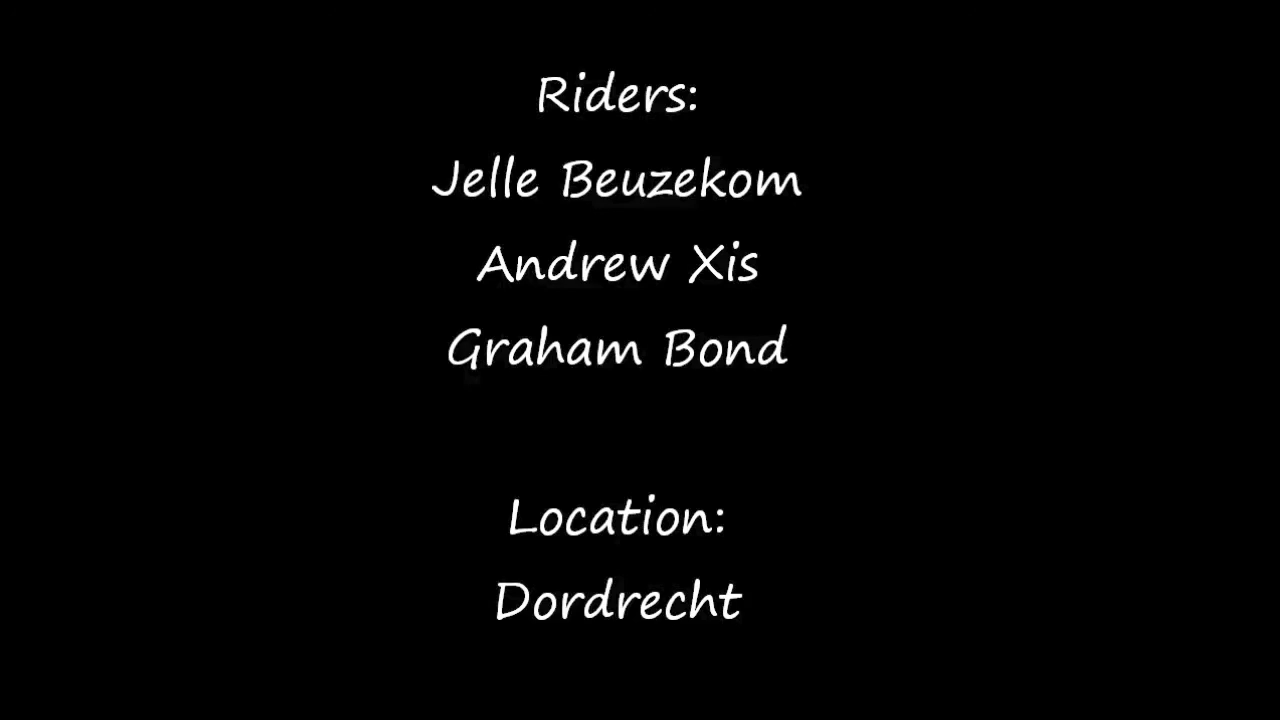 Riders:
Jelle Beuzekom
Andrew Xis
Graham Bond
Location:
Dordrecht